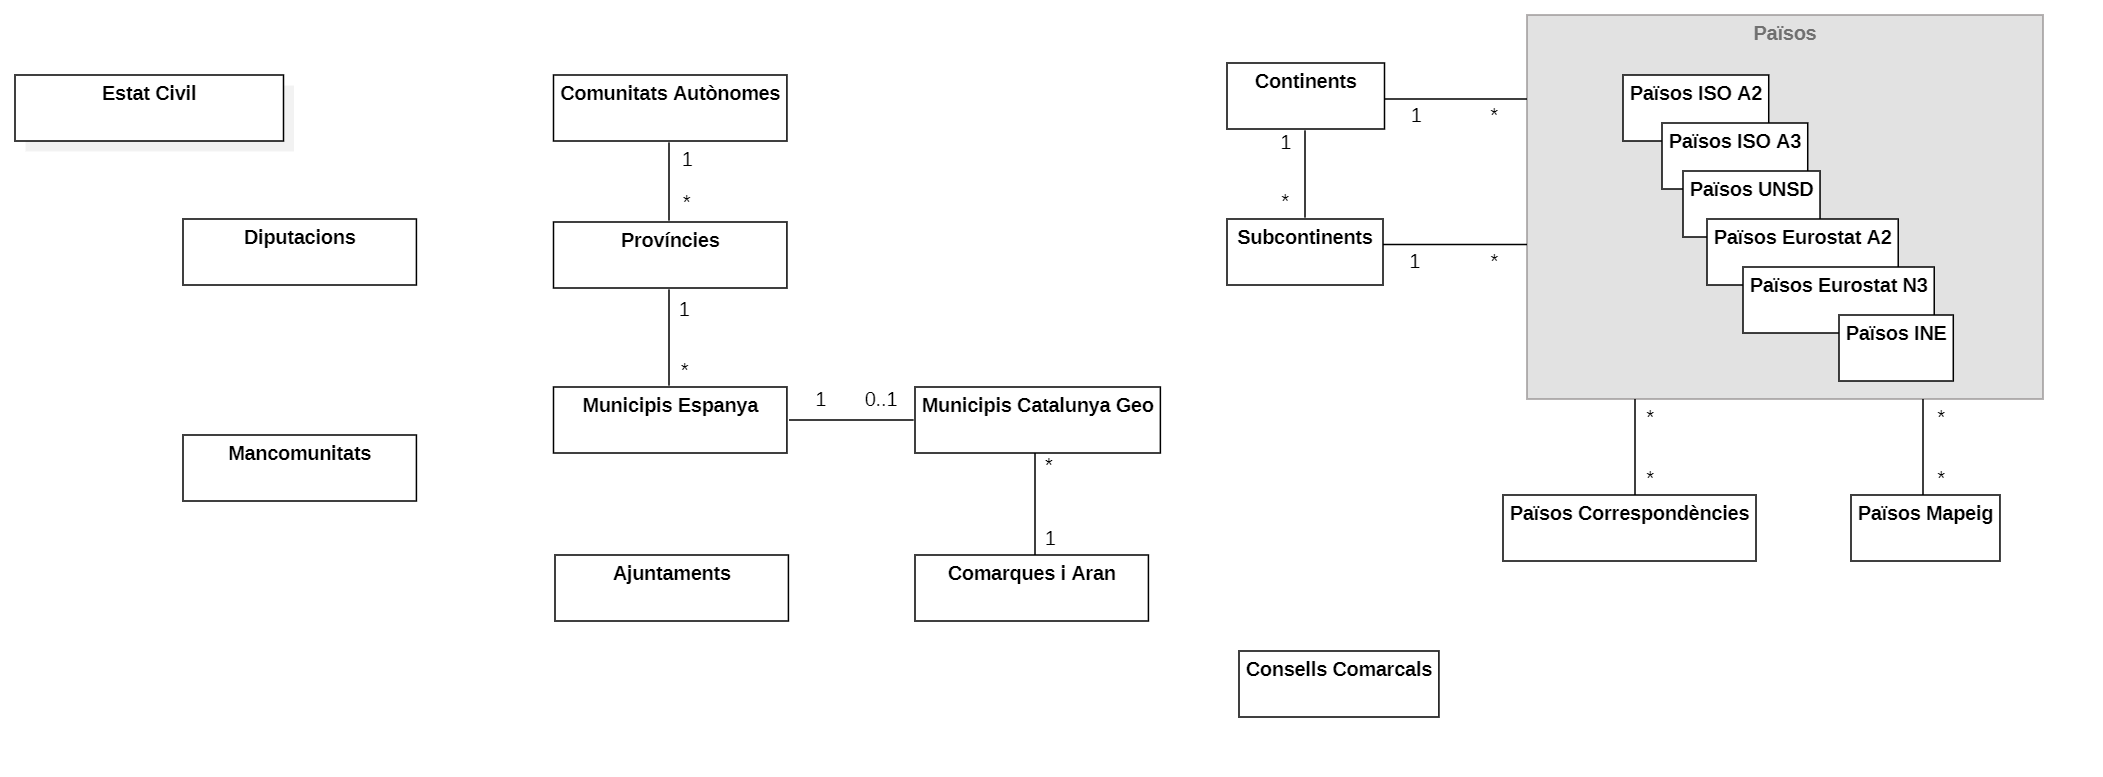 Països
Estat Civil
Comunitats Autònomes
Continents
Països ISO A2
1
*
Països ISO A3
1
1
*
*
Països UNSD
Diputacions
Províncies
Subcontinents
1
*
Països Eurostat A2
Països Eurostat N3
1
*
Països INE
Municipis Espanya
1
0..1
Municipis Catalunya Geo
*
*
Mancomunitats
*
1
*
*
Països Correspondències
Països Mapeig
Ajuntaments
Comarques i Aran
Consells Comarcals